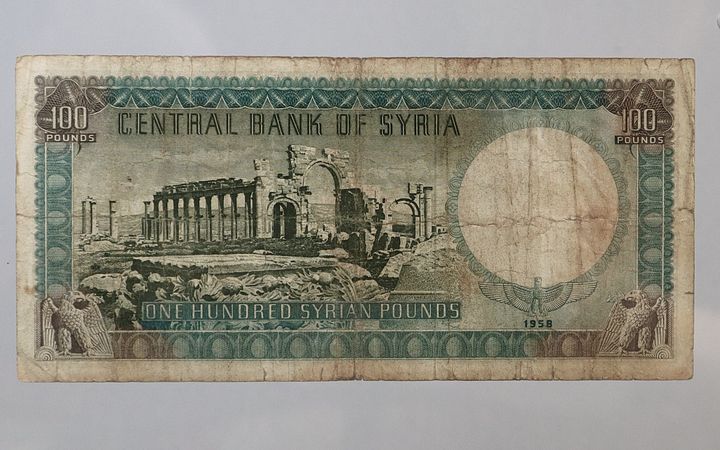 100 POUNDS
100 POUNDS
CENTRAL BANK OF SYRIA
ONE HUNDRED SYRIAN POUNDS
1958